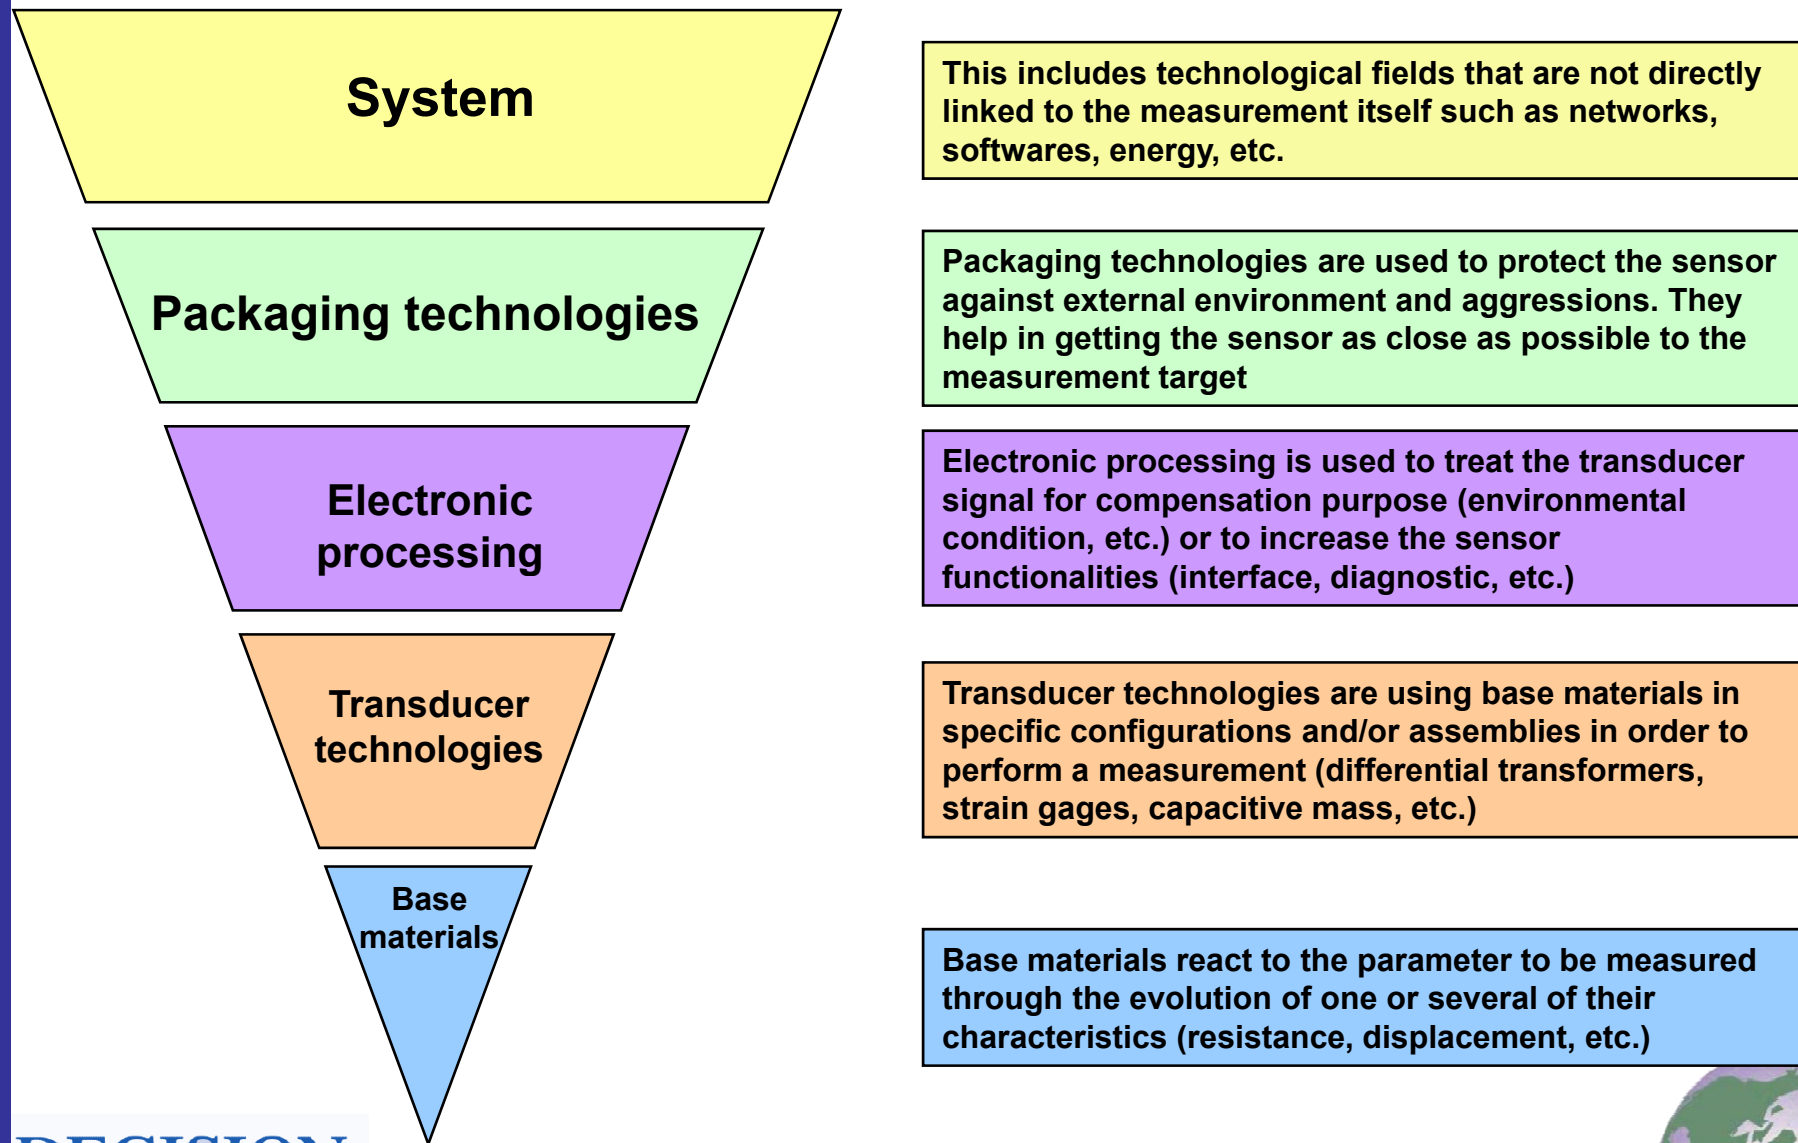 System
This includes technological fields that are not directly
linked to the measurement itself such as networks,
softwares, energy, etc.
Packaging technologies
Packaging technologies are used to protect the sensor
against external environment and aggressions. They
help in getting the sensor as close as possible to the
measurement target
Electronic
processing
Electronic processing is used to treat the transducer
signal for compensation purpose (environmental
condition, etc.) or to increase the sensor
functionalities (interface, diagnostic, etc.)
Transducer
technologies
Transducer technologies are using base materials in
specific configurations and/or assemblies in order to
perform a measurement (differential transformers,
strain gages, capacitive mass, etc.)
Base
materials
Base materials react to the parameter to be measured
through the evolution of one or several of their
characteristics (resistance, displacement, etc.)
DECISION